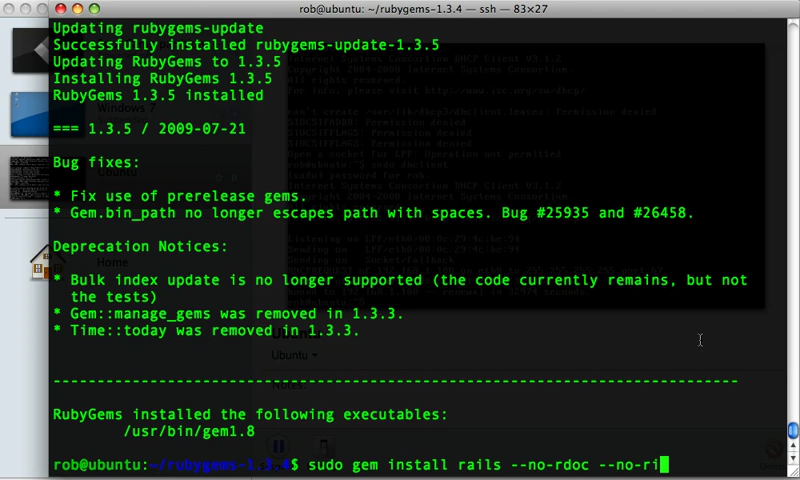 rob@ubuntu: ~/rubygems-1.3.4 — ssh — 83×27
Updating rubygems-update
Successfully installed rubygems-update-1.3.5
Updating RubyGems to 1.3.5
Installing RubyGems 1.3.5
RubyGems 1.3.5 installed
=== 1.3.5 / 2009-07-21
Bug fixes:
* Fix use of prerelease gems.
* Gem.bin_path no longer escapes path with spaces. Bug #25935 and #26458.
Deprecation Notices:
* Bulk index update is no longer supported (the code currently remains, but not
the tests)
* Gem::manage_gems was removed in 1.3.3.
* Time::today was removed in 1.3.3.
------------------------------------------------------------------------------
RubyGems installed the following executables:
/usr/bin/gem1.8
rob@ubuntu:~/rubygems-1.3.4$ sudo gem install rails --no-rdoc --no-ri
Windows 7
Home
Ubuntu
Ubuntu
Notes: